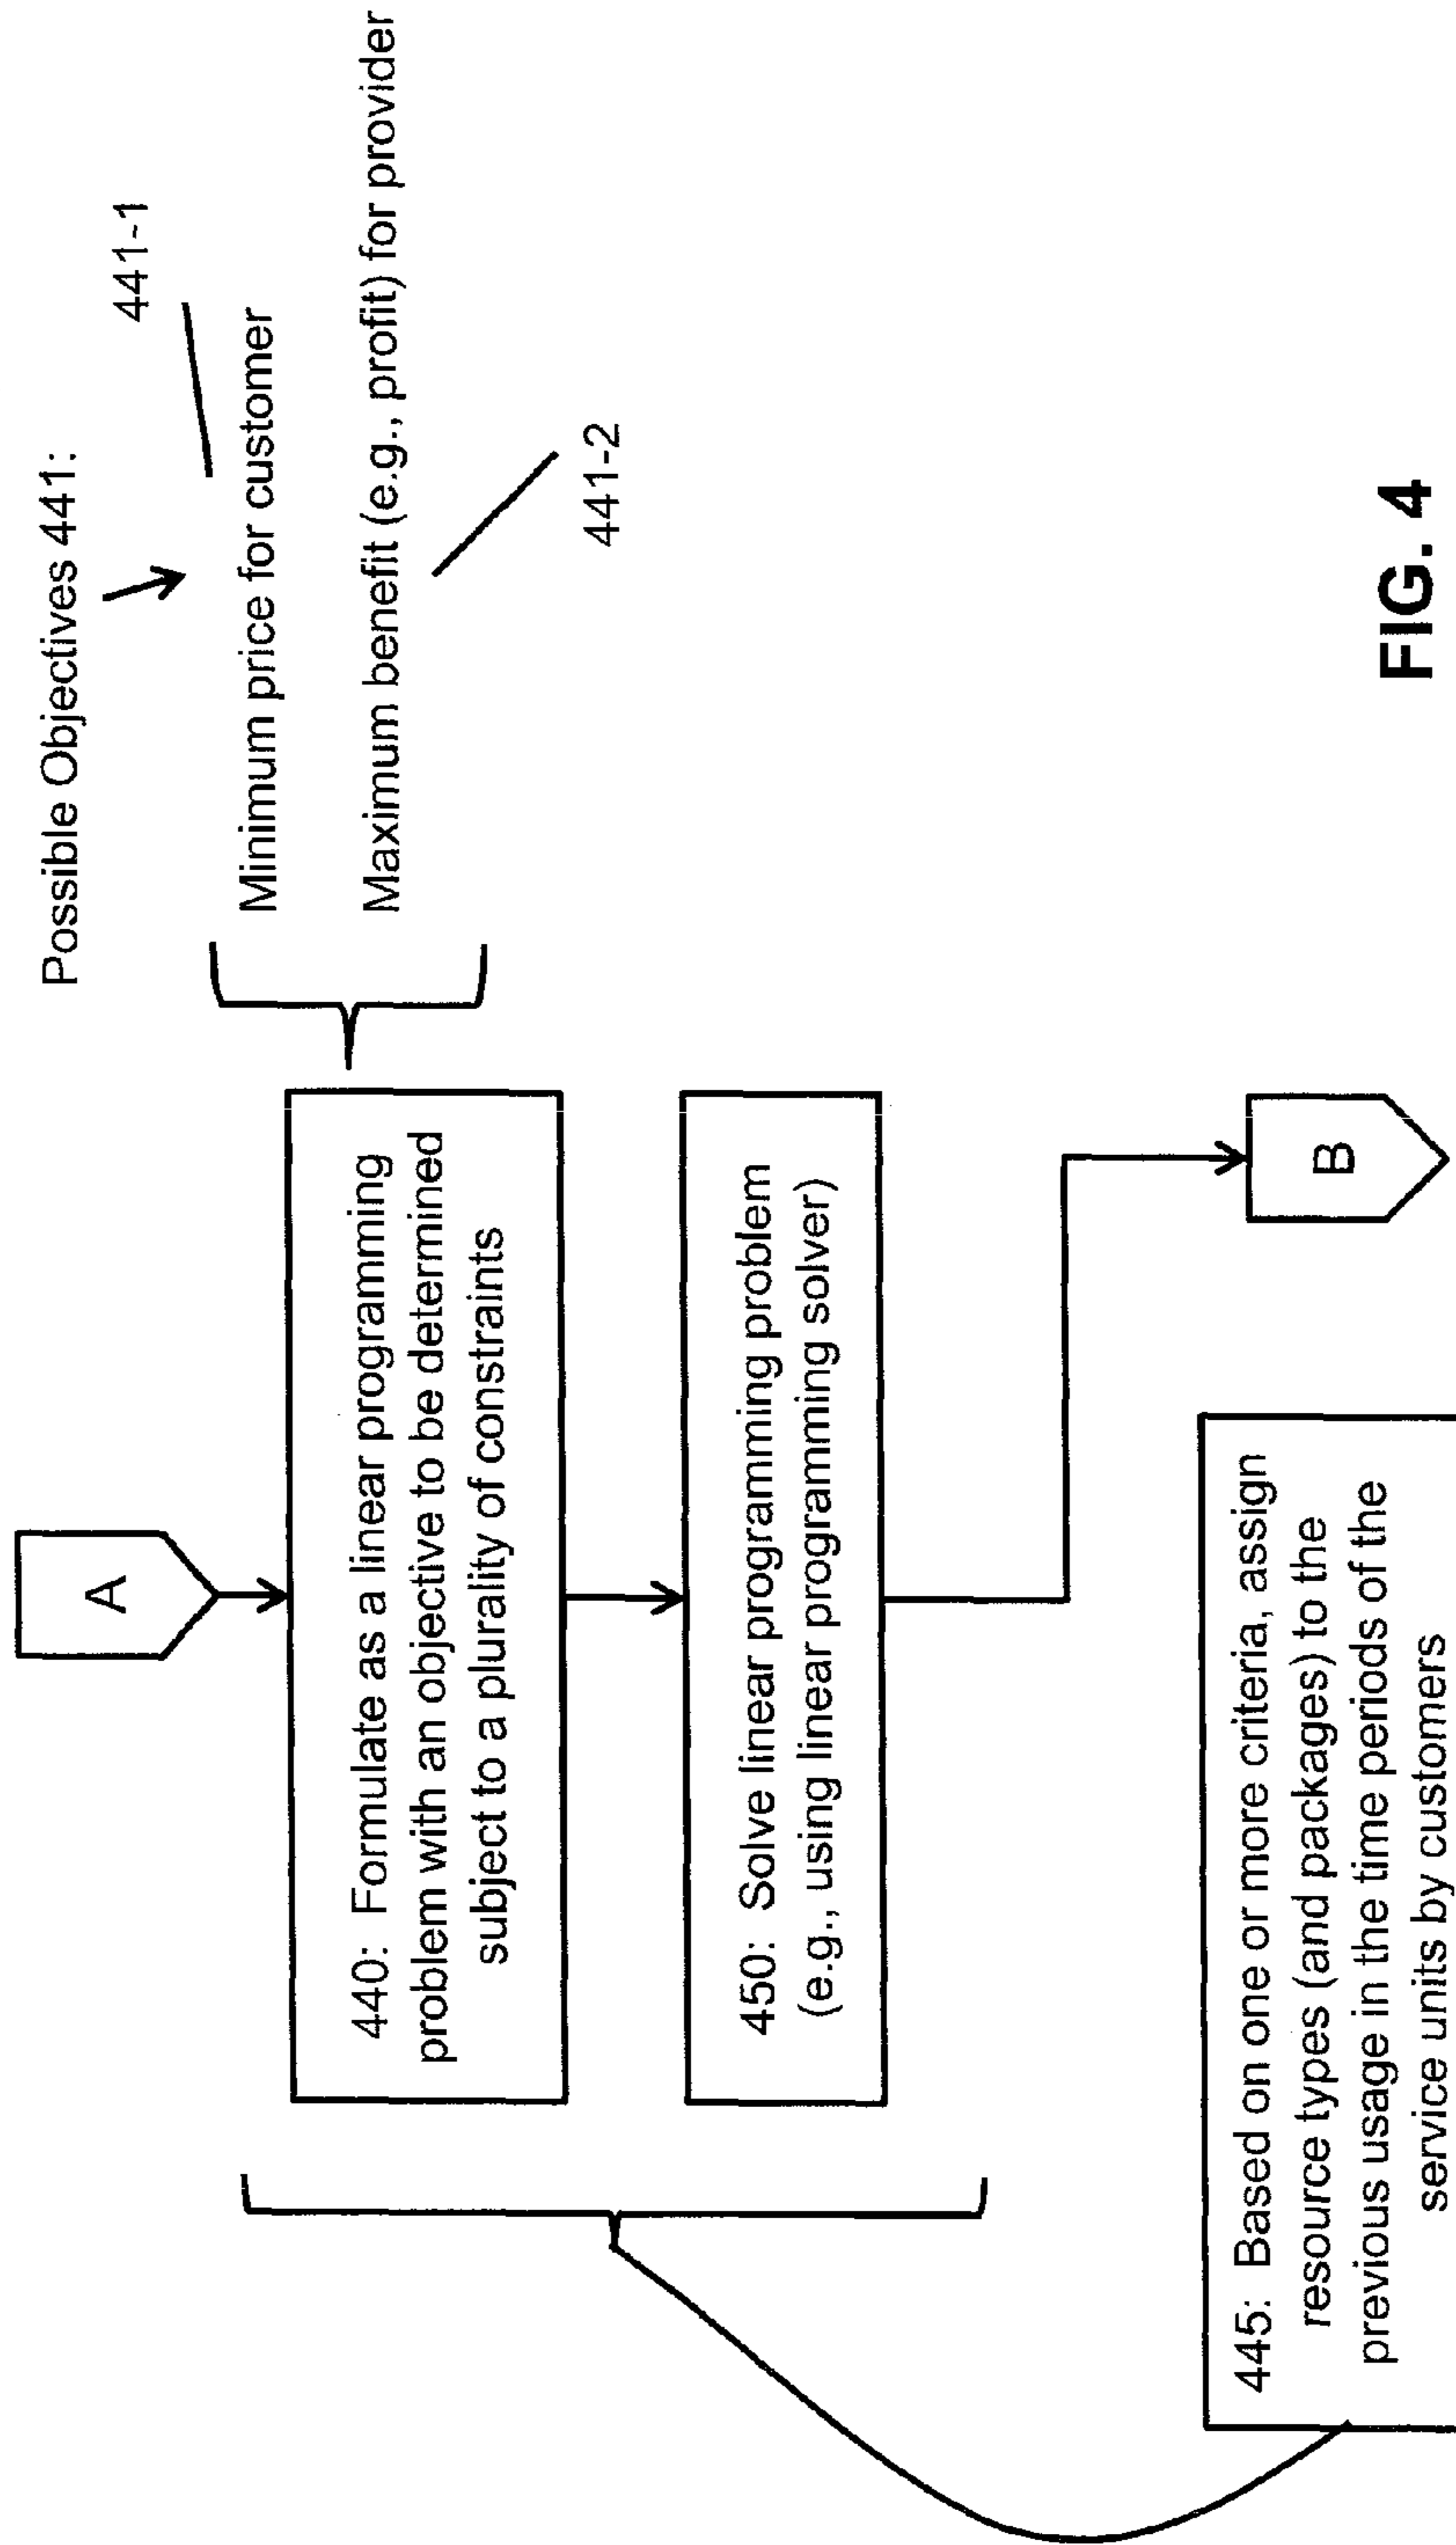 A
Possible Objectives 441:
441-1
440: Formulate as a linear programming
problem with an objective to be determined
subject to a plurality of constraints
Minimum price for customer
Maximum benefit (e.g., profit) for provider
441-2
450: Solve linear programming problem
(e.g., using linear programming solver)
B
445: Based on one or more criteria, assign
resource types (and packages) to the
previous usage in the time periods of the
service units by customers
FIG. 4